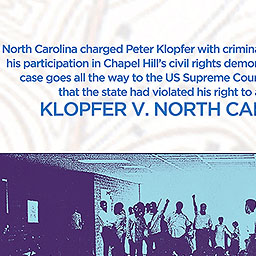 North Carolina charged Peter Klopfer with
his participation in Chapel Hill's civil rights
case goes all the way to the US Supreme
that the state had violated his right to
KLOPFER V. NORTH